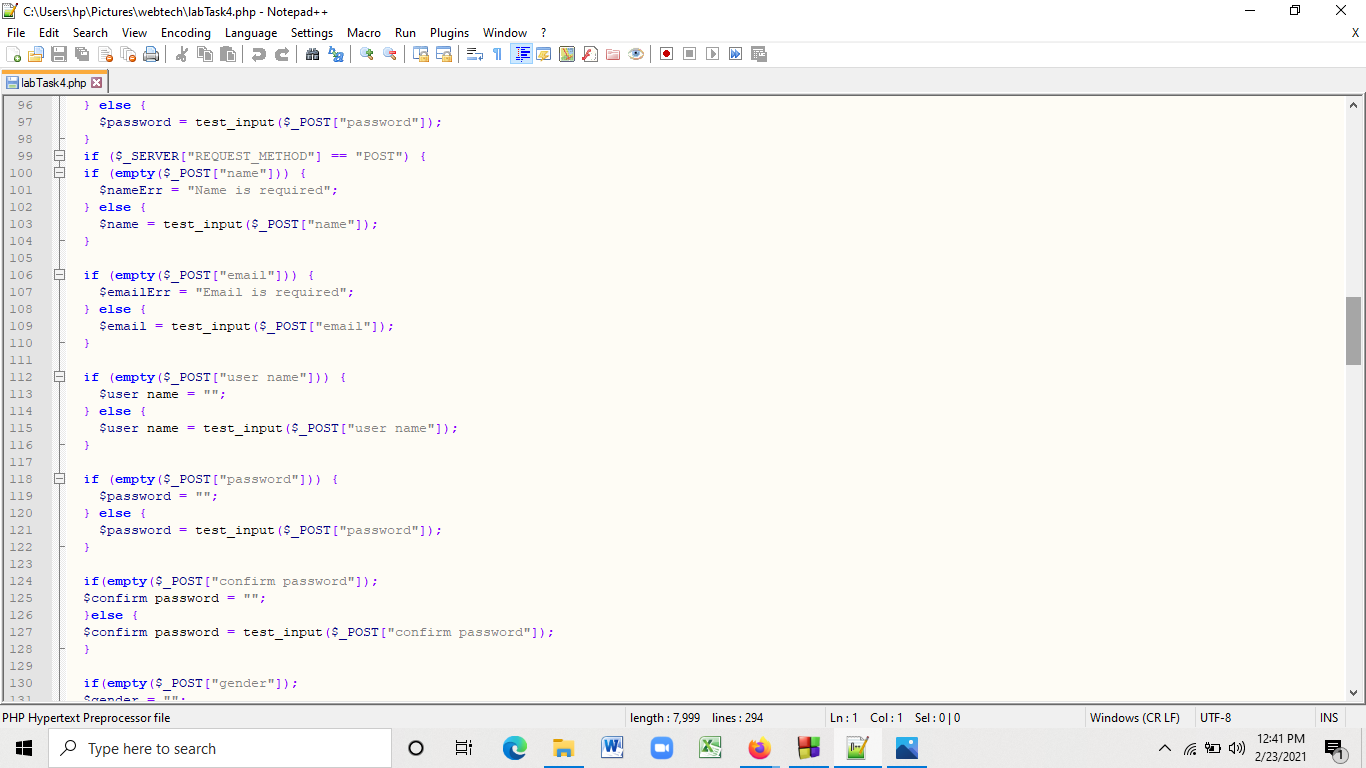 C:\Users\hp\Pictures\webtech\labTask4.php - Notepad++
File Edit Search View Encoding Language Settings Macro Run Plugins Window ? X
labTask4.php
96 } else {
97 $password = test_input($_POST["password"]);
98 }
99 if ($_SERVER["REQUEST_METHOD"] == "POST") {
100 if (empty($_POST["name"])) {
101 $nameErr = "Name is required";
102 } else {
103 $name = test_input($_POST["name"]);
104 }
105
106 if (empty($_POST["email"])) {
107 $emailErr = "Email is required";
108 } else {
109 $email = test_input($_POST["email"]);
110 }
111
112 if (empty($_POST["user name"])) {
113 $user name = "";
114 } else {
115 $user name = test_input($_POST["user name"]);
116 }
117
118 if (empty($_POST["password"])) {
119 $password = "";
120 } else {
121 $password = test_input($_POST["password"]);
122 }
123
124 if(empty($_POST["confirm password"]);
125 $confirm password = "";
126 }else {
127 $confirm password = test_input($_POST["confirm password"]);
128 }
129
130 if(empty($_POST["gender"]);
131 $gender = "";
PHP Hypertext Preprocessor file length : 7,999 lines : 294 Ln : 1 Col : 1 Sel : 0 | 0 Windows (CR LF) UTF-8 INS
Type here to search
12:41 PM
2/23/2021
1